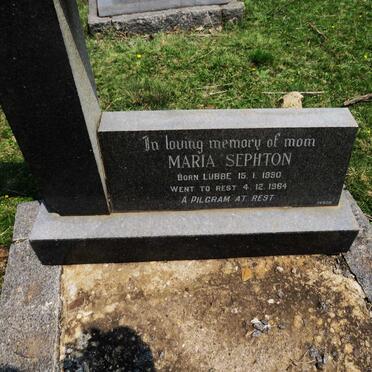 In loving memory of mom
MARIA SEPHTON
BORN LUBBE 15.1.1890
WENT TO REST 4.12.1964
A PILGRAM AT REST